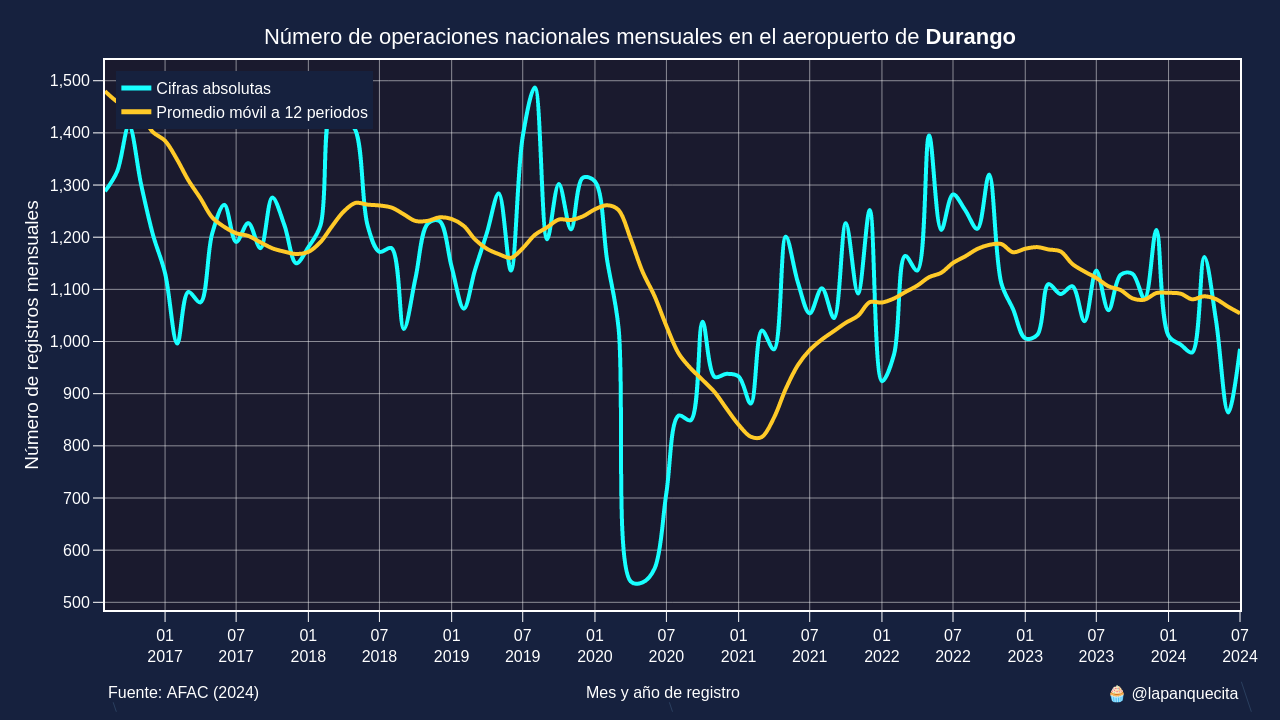 Número de operaciones nacionales mensuales en el aeropuerto de Durango
Cifras absolutas
Promedio móvil a 12 periodos
Número de registros mensuales
1,500
1,400
1,300
1,200
1,100
1,000
900
800
700
600
500
01 07 01 07 01 07 01 07 01 07 01 07 01 07 01 07
2017 2017 2018 2018 2019 2019 2020 2020 2021 2021 2022 2022 2023 2023 2024 2024
Fuente: AFAC (2024)
Mes y año de registro
🧁 @lapanquecita